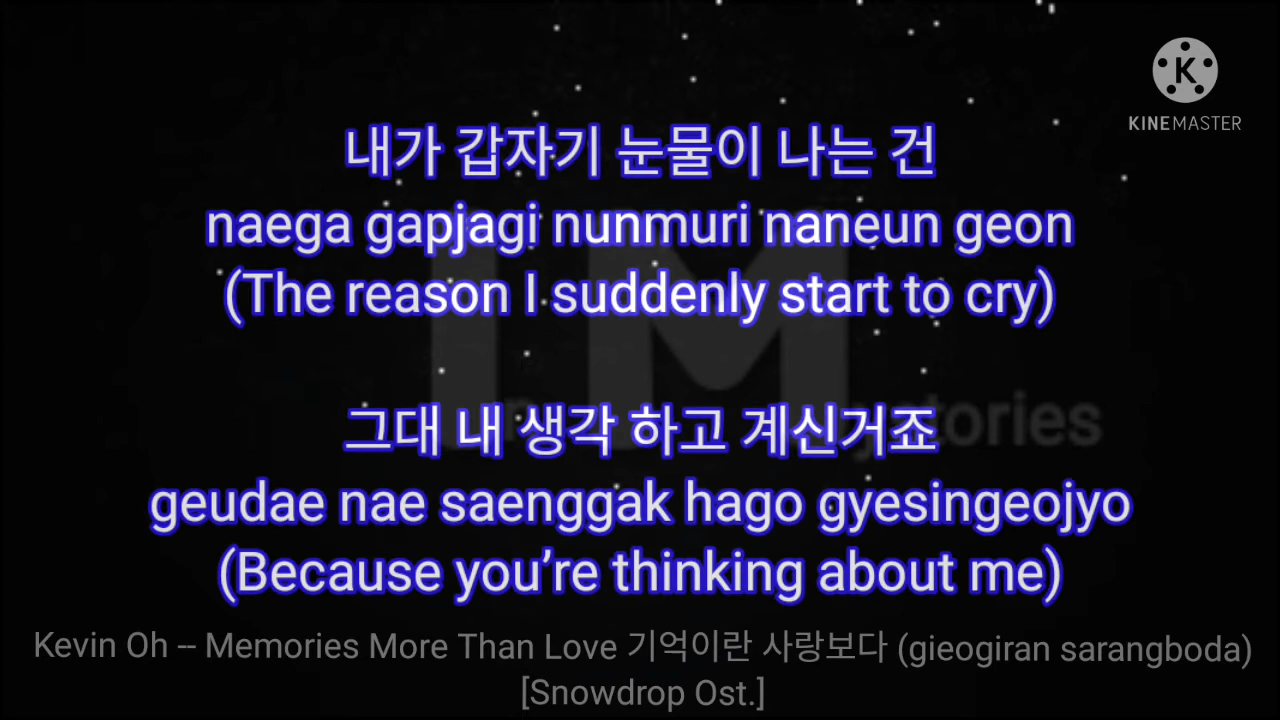 KINEMASTER
내가 갑자기 눈물이 나는 건
naega gapjagi nunmuri naneun geon
(The reason I suddenly start to cry)
그대 내 생각 하고 계신거죠
geudae nae saenggak hago gyesingeojyo
(Because you’re thinking about me)
Kevin Oh -- Memories More Than Love 기억이란 사랑보다 (gieogiran sarangboda)
[Snowdrop Ost.]